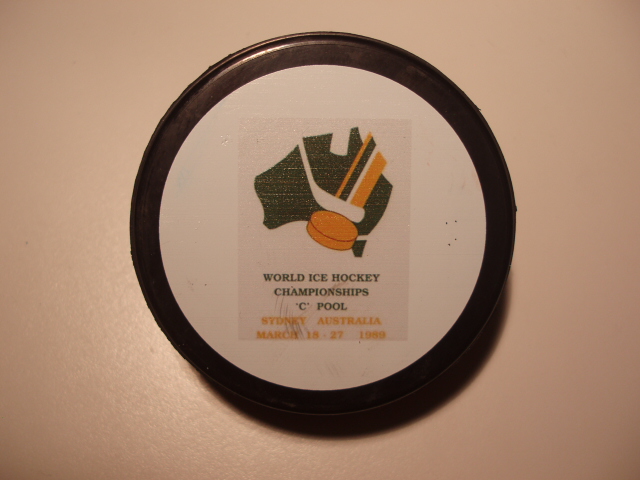 WORLD ICE HOCKEY
CHAMPIONSHIPS
'C' POOL
SYDNEY AUSTRALIA
MARCH 18 - 27 1989